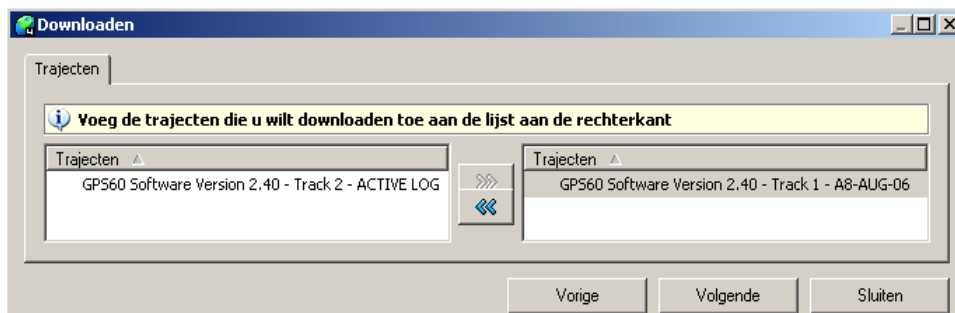 Downloaden
Trajecten
Voeg de trajecten die u wilt downloaden toe aan de lijst aan de rechterkant
Trajecten
GPS60 Software Version 2.40 - Track 2 - ACTIVE LOG
Trajecten
GPS60 Software Version 2.40 - Track 1 - A8-AUG-06
Vorige
Volgende
Sluiten